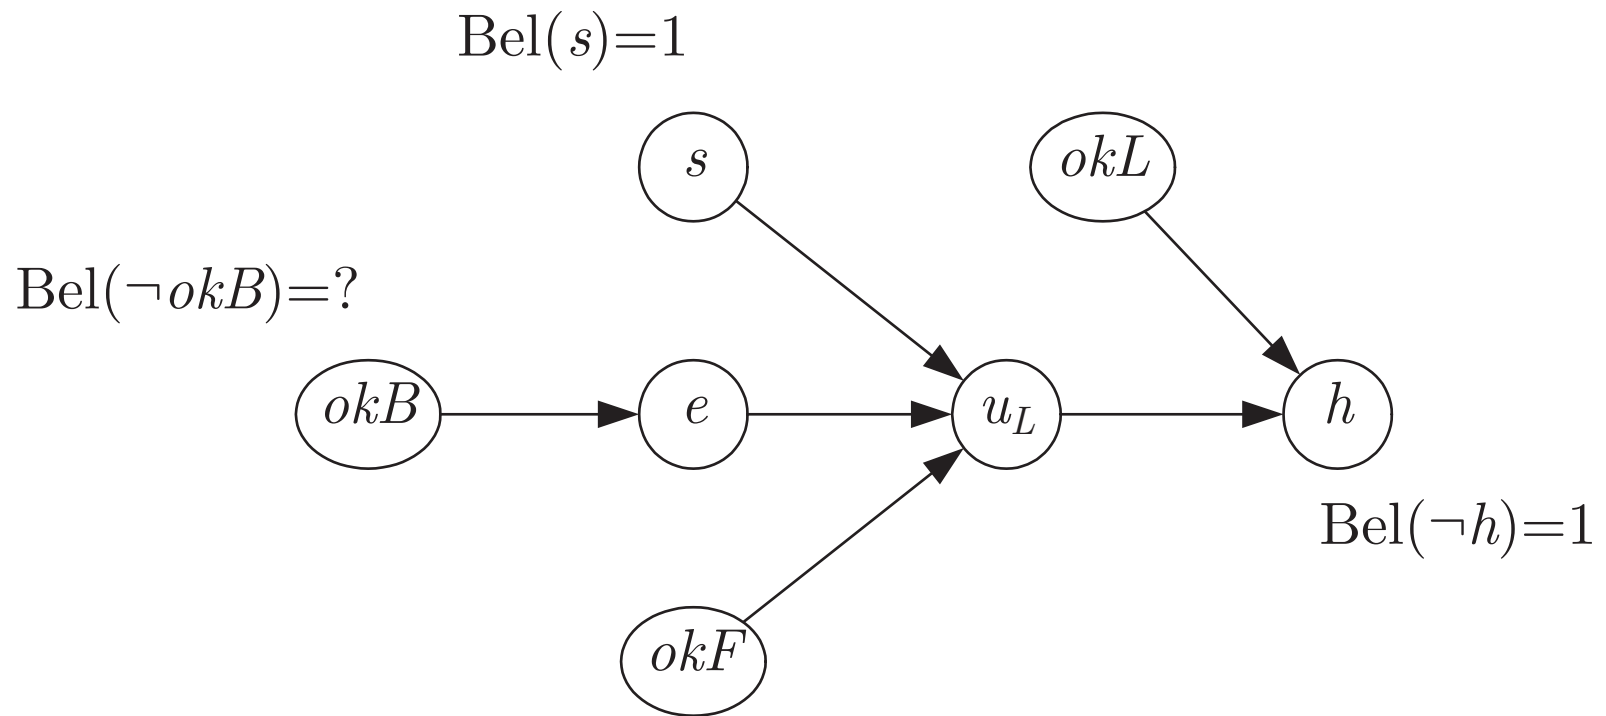 Bel(s)=1
s
okL
Bel(¬okB)=?
okB
e
u_L
h
Bel(¬h)=1
okF